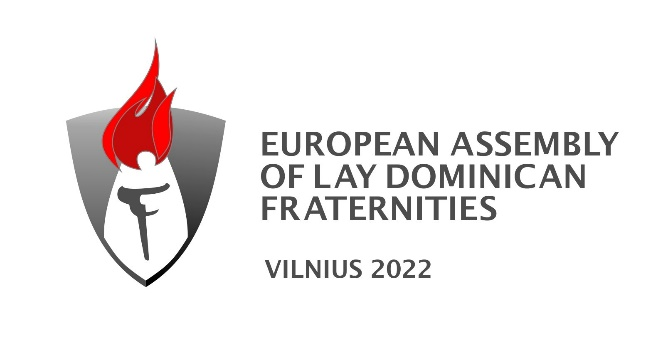 EUROPEAN ASSEMBLY
OF LAY DOMINICAN
FRATERNITIES
VILNIUS 2022